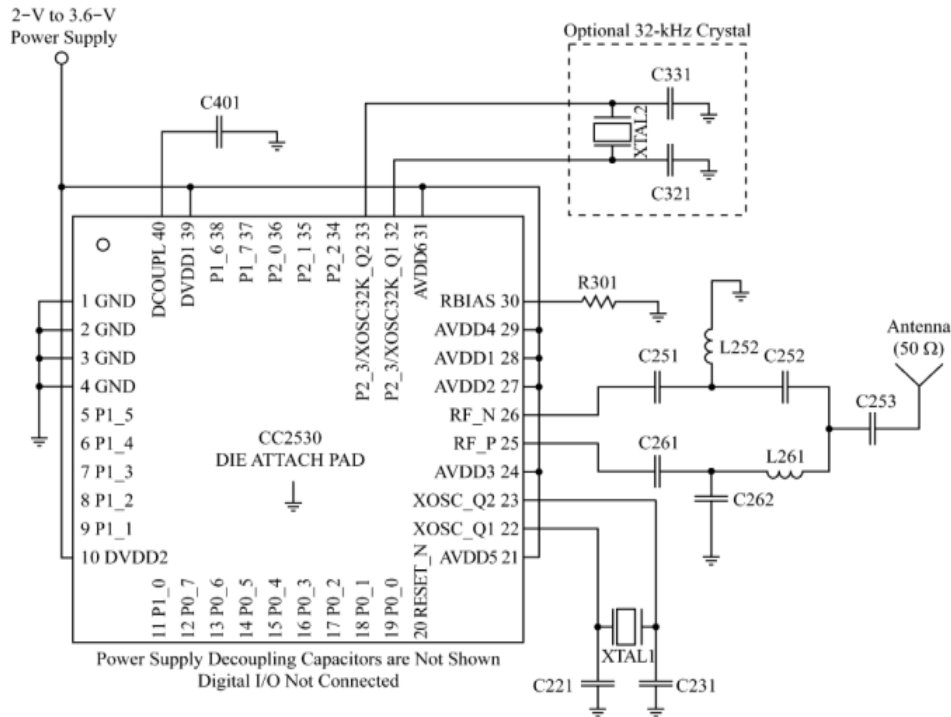 2−V to 3.6−V
Power Supply
Optional 32-kHz Crystal
C331
C401
XTAL2
C321
DCOUPL 40
DVDD1 39
P1_6 38
P1_7 37
P2_0 36
P2_1 35
P2_2 34
P2_3/XOSC32K_Q2 33
P2_3/XOSC32K_Q1 32
AVDD6 31
1 GND
2 GND
3 GND
4 GND
5 P1_5
6 P1_4
7 P1_3
8 P1_2
9 P1_1
10 DVDD2
CC2530
DIE ATTACH PAD
RBIAS 30
AVDD4 29
AVDD1 28
AVDD2 27
RF_N 26
RF_P 25
AVDD3 24
XOSC_Q2 23
XOSC_Q1 22
AVDD5 21
11 P1_0
12 P0_7
13 P0_6
14 P0_5
15 P0_4
16 P0_3
17 P0_2
18 P0_1
19 P0_0
20 RESET_N
R301
L252
C251
C252
Antenna
(50 Ω)
C253
C261
L261
C262
XTAL1
C221
C231
Power Supply Decoupling Capacitors are Not Shown
Digital I/O Not Connected